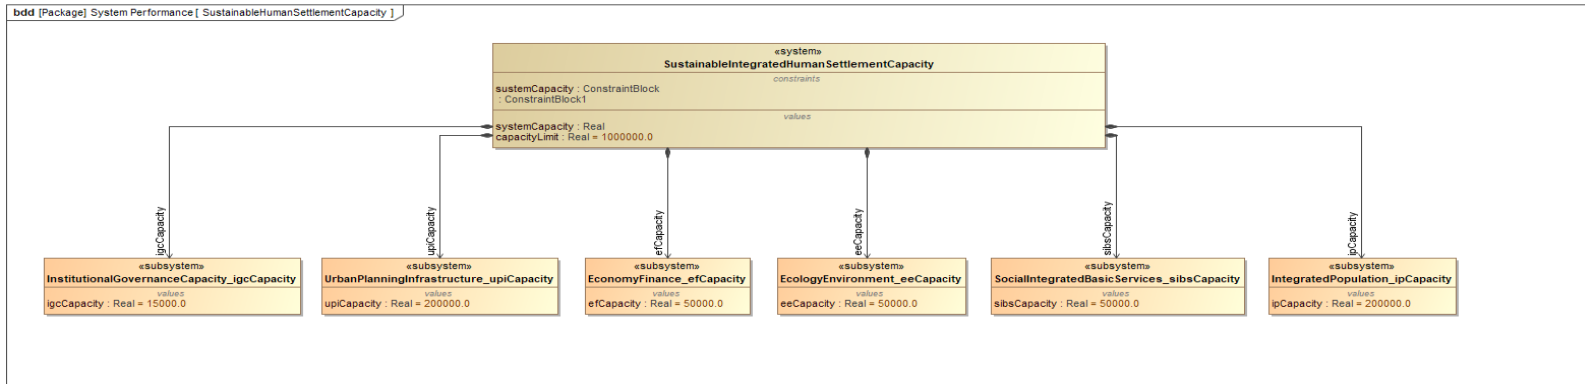 bdd [Package] System Performance [ SustainableHumanSettlementCapacity ]
«system»
SustainableIntegratedHumanSettlementCapacity
constraints
sustemCapacity : ConstraintBlock
: ConstraintBlock1
values
systemCapacity : Real
capacityLimit : Real = 1000000.0
igcCapacity
upiCapacity
efCapacity
eeCapacity
sibsCapacity
ipCapacity
«subsystem»
InstitutionalGovernanceCapacity_igcCapacity
values
igcCapacity : Real = 15000.0
«subsystem»
UrbanPlanningInfrastructure_upiCapacity
values
upiCapacity : Real = 200000.0
«subsystem»
EconomyFinance_efCapacity
values
efCapacity : Real = 50000.0
«subsystem»
EcologyEnvironment_eeCapacity
values
eeCapacity : Real = 50000.0
«subsystem»
SocialIntegratedBasicServices_sibsCapacity
values
sibsCapacity : Real = 50000.0
«subsystem»
IntegratedPopulation_ipCapacity
values
ipCapacity : Real = 200000.0